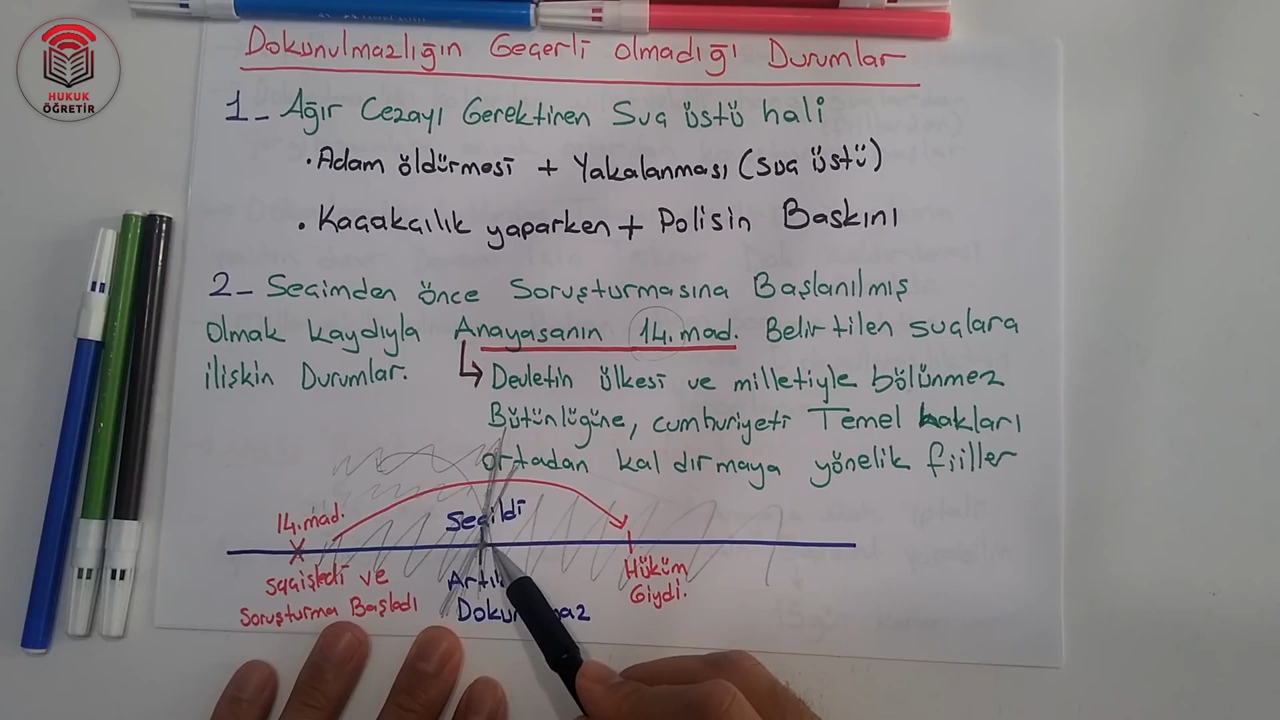 HUKUK
ÖĞRETİR
Dokunulmazlığın Geçerli Olmadığı Durumlar
1- Ağır Cezayı Gerektiren Suç üstü hali
• Adam öldürmesi + Yakalanması (Suç üstü)
• Kaçakçılık yaparken + Polisin Baskını
2- Seçimden önce Soruşturmasına Başlanılmış
olmak kaydıyla Anayasanın 14.mad. Belirtilen suçlara
ilişkin Durumlar.
Devletin ülkesi ve milletiyle bölünmez
Bütünlüğüne, cumhuriyeti Temel hakları
ortadan kaldırmaya yönelik fiiller
14.mad.
Seçildi
Suç işledi ve
Soruşturma Başladı
Hüküm
Giydi.